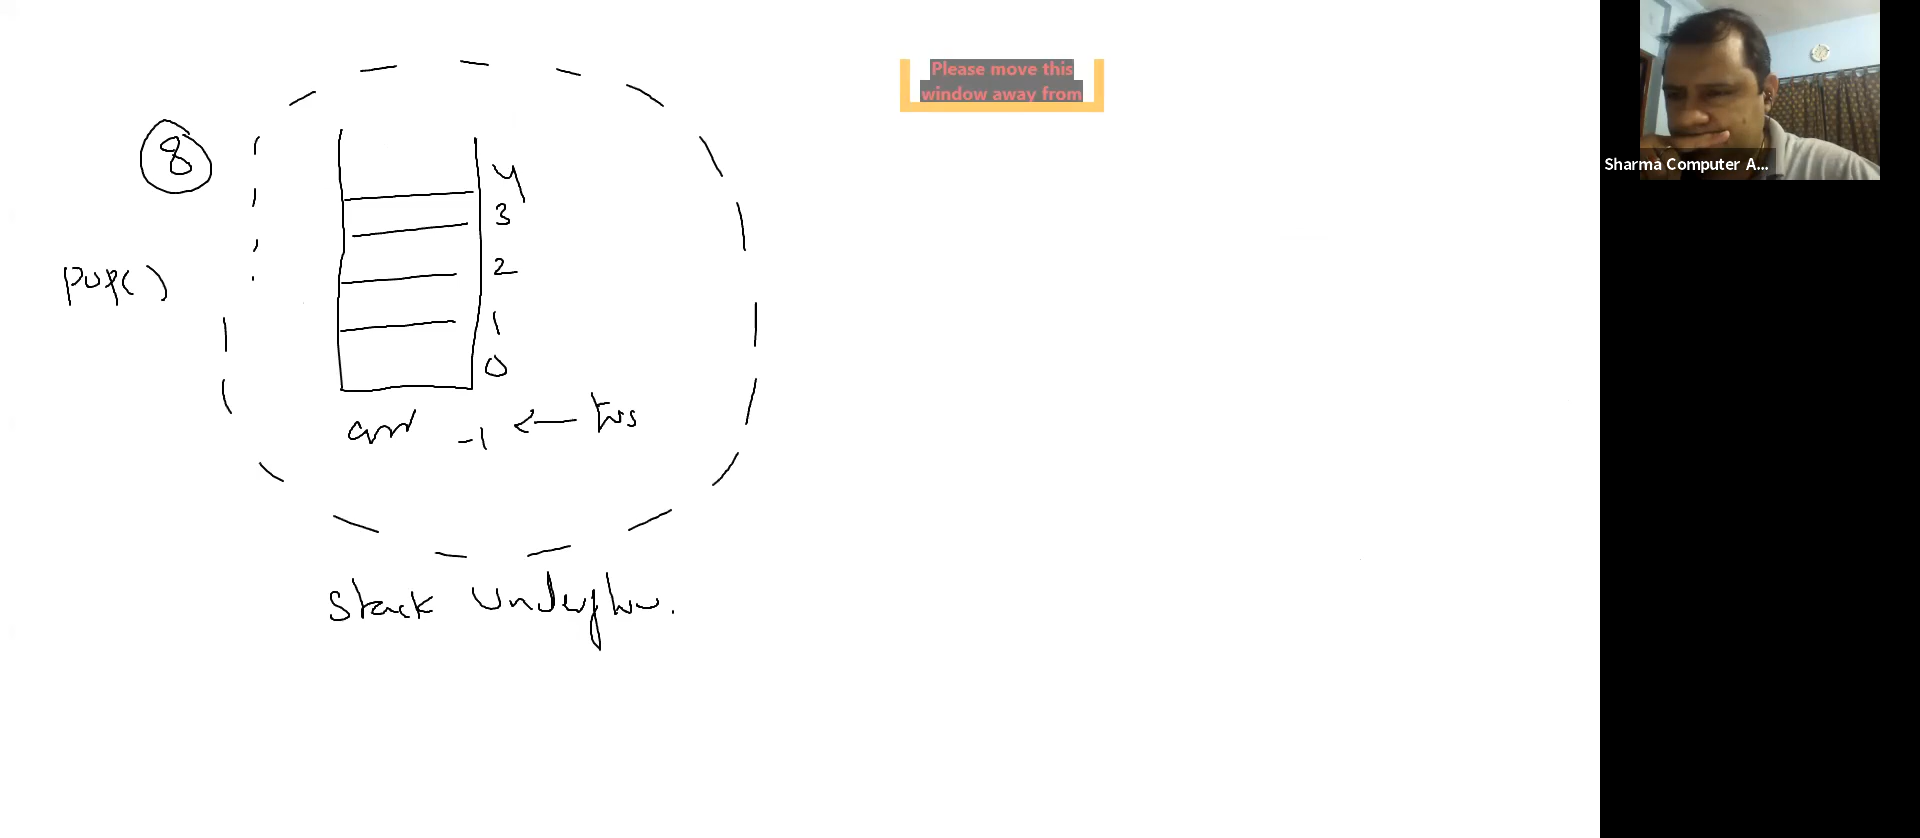 Please move this
window away from
Sharma Computer A...
8
4
3
pop()
2
1
0
arr -1 ← tos
Stack Underflow.